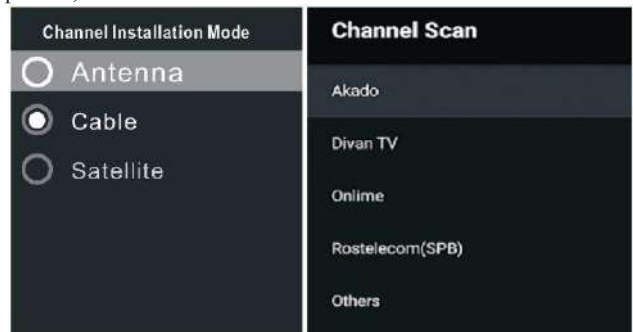 Channel Installation Mode
Antenna
Cable
Satellite
Channel Scan
Akado
Divan TV
Onlime
Rostelecom(SPB)
Others